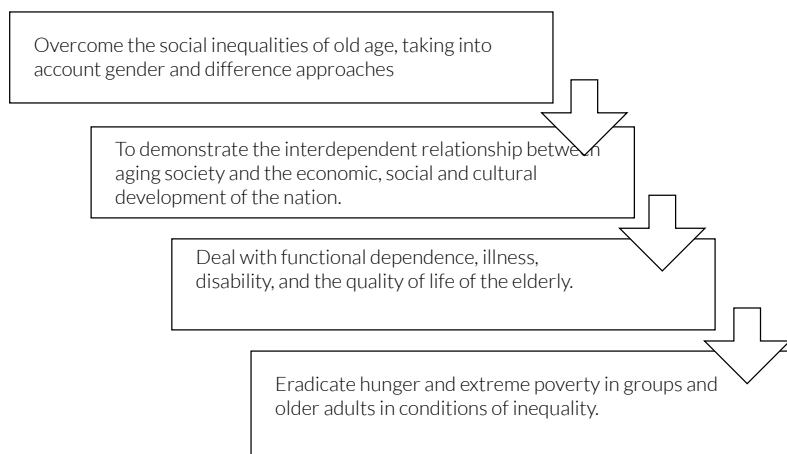 Overcome the social inequalities of old age, taking into
account gender and difference approaches
To demonstrate the interdependent relationship between
aging society and the economic, social and cultural
development of the nation.
Deal with functional dependence, illness,
disability, and the quality of life of the elderly.
Eradicate hunger and extreme poverty in groups and
older adults in conditions of inequality.